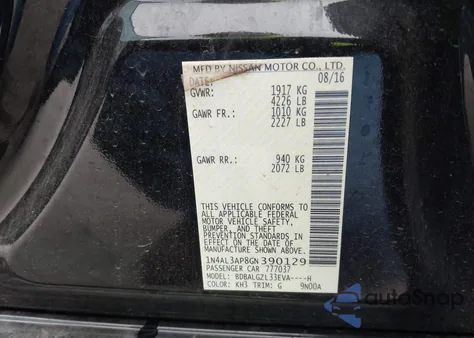 MFD BY NISSAN MOTOR CO., LTD.
DATE: 08/16
GVWR: 1917 KG
4226 LB
GAWR FR.: 1010 KG
2227 LB
GAWR RR.: 940 KG
2072 LB
THIS VEHICLE CONFORMS TO
ALL APPLICABLE FEDERAL
MOTOR VEHICLE SAFETY,
BUMPER, AND THEFT
PREVENTION STANDARDS IN
EFFECT ON THE DATE OF
MANUFACTURE SHOWN ABOVE.
1N4AL3AP8GN390129
PASSENGER CAR 777037
MODEL: BDBALGZL33EVA----H
COLOR: KH3 TRIM: G 9N00A
autoSnap